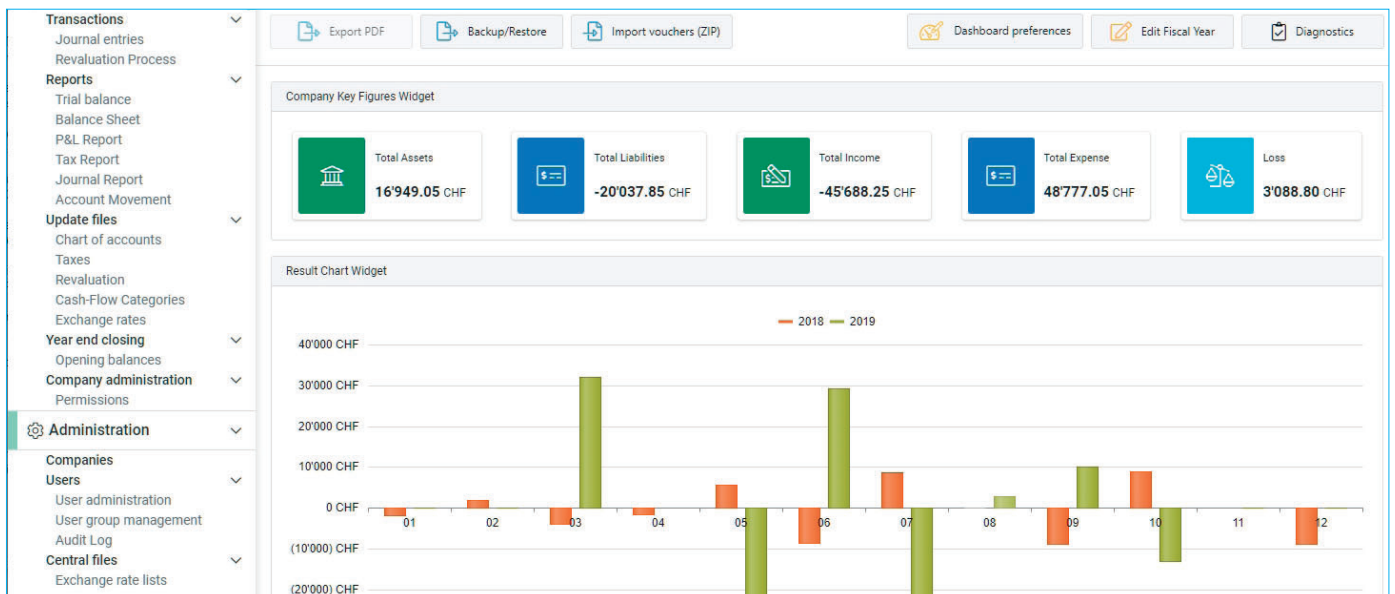 Transactions
Journal entries
Revaluation Process
Reports
Trial balance
Balance Sheet
P&L Report
Tax Report
Journal Report
Account Movement
Update files
Chart of accounts
Taxes
Revaluation
Cash-Flow Categories
Exchange rates
Year end closing
Opening balances
Company administration
Permissions
Administration
Companies
Users
User administration
User group management
Audit Log
Central files
Exchange rate lists
Export PDF
Backup/Restore
Import vouchers (ZIP)
Dashboard preferences
Edit Fiscal Year
Diagnostics
Company Key Figures Widget
Total Assets
16'949.05 CHF
Total Liabilities
-20'037.85 CHF
Total Income
-45'688.25 CHF
Total Expense
48'777.05 CHF
Loss
3'088.80 CHF
Result Chart Widget
2018 2019
40'000 CHF
30'000 CHF
20'000 CHF
10'000 CHF
0 CHF
01 02 03 04 05 06 07 08 09 10 11 12
(10'000) CHF
(20'000) CHF